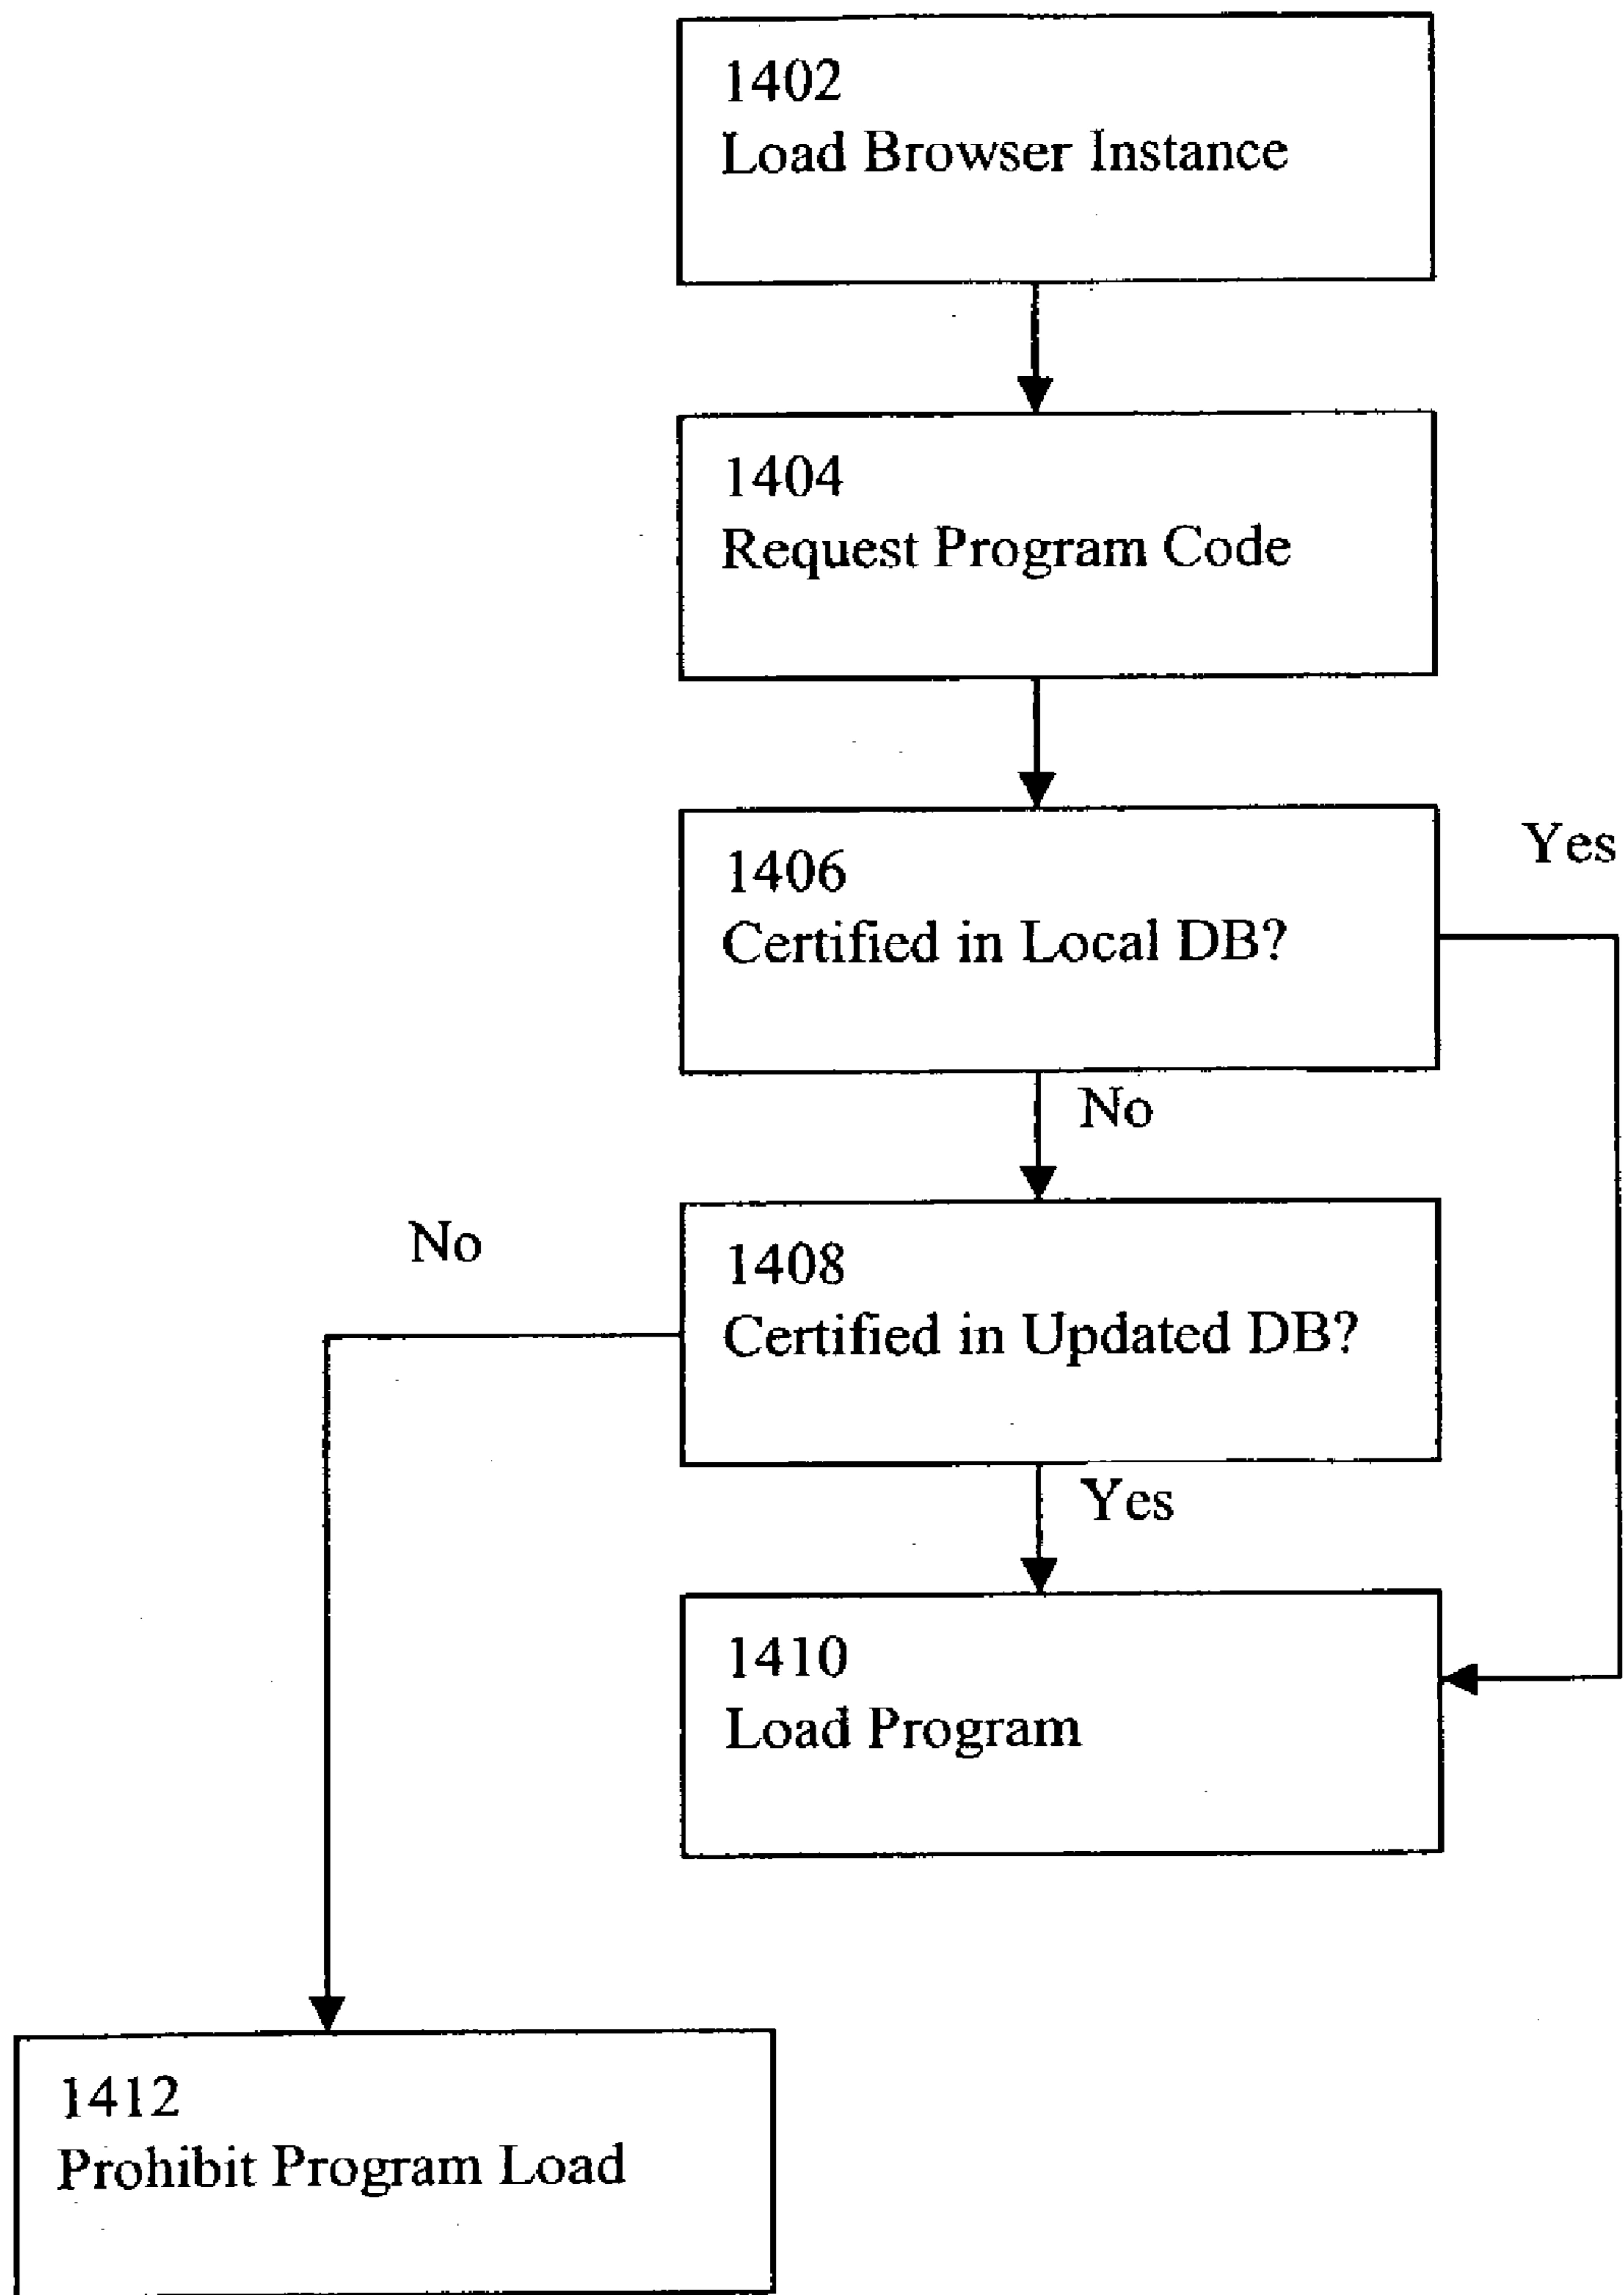 1402
Load Browser Instance
1404
Request Program Code
1406
Certified in Local DB?
Yes
No
No
1408
Certified in Updated DB?
Yes
1410
Load Program
1412
Prohibit Program Load